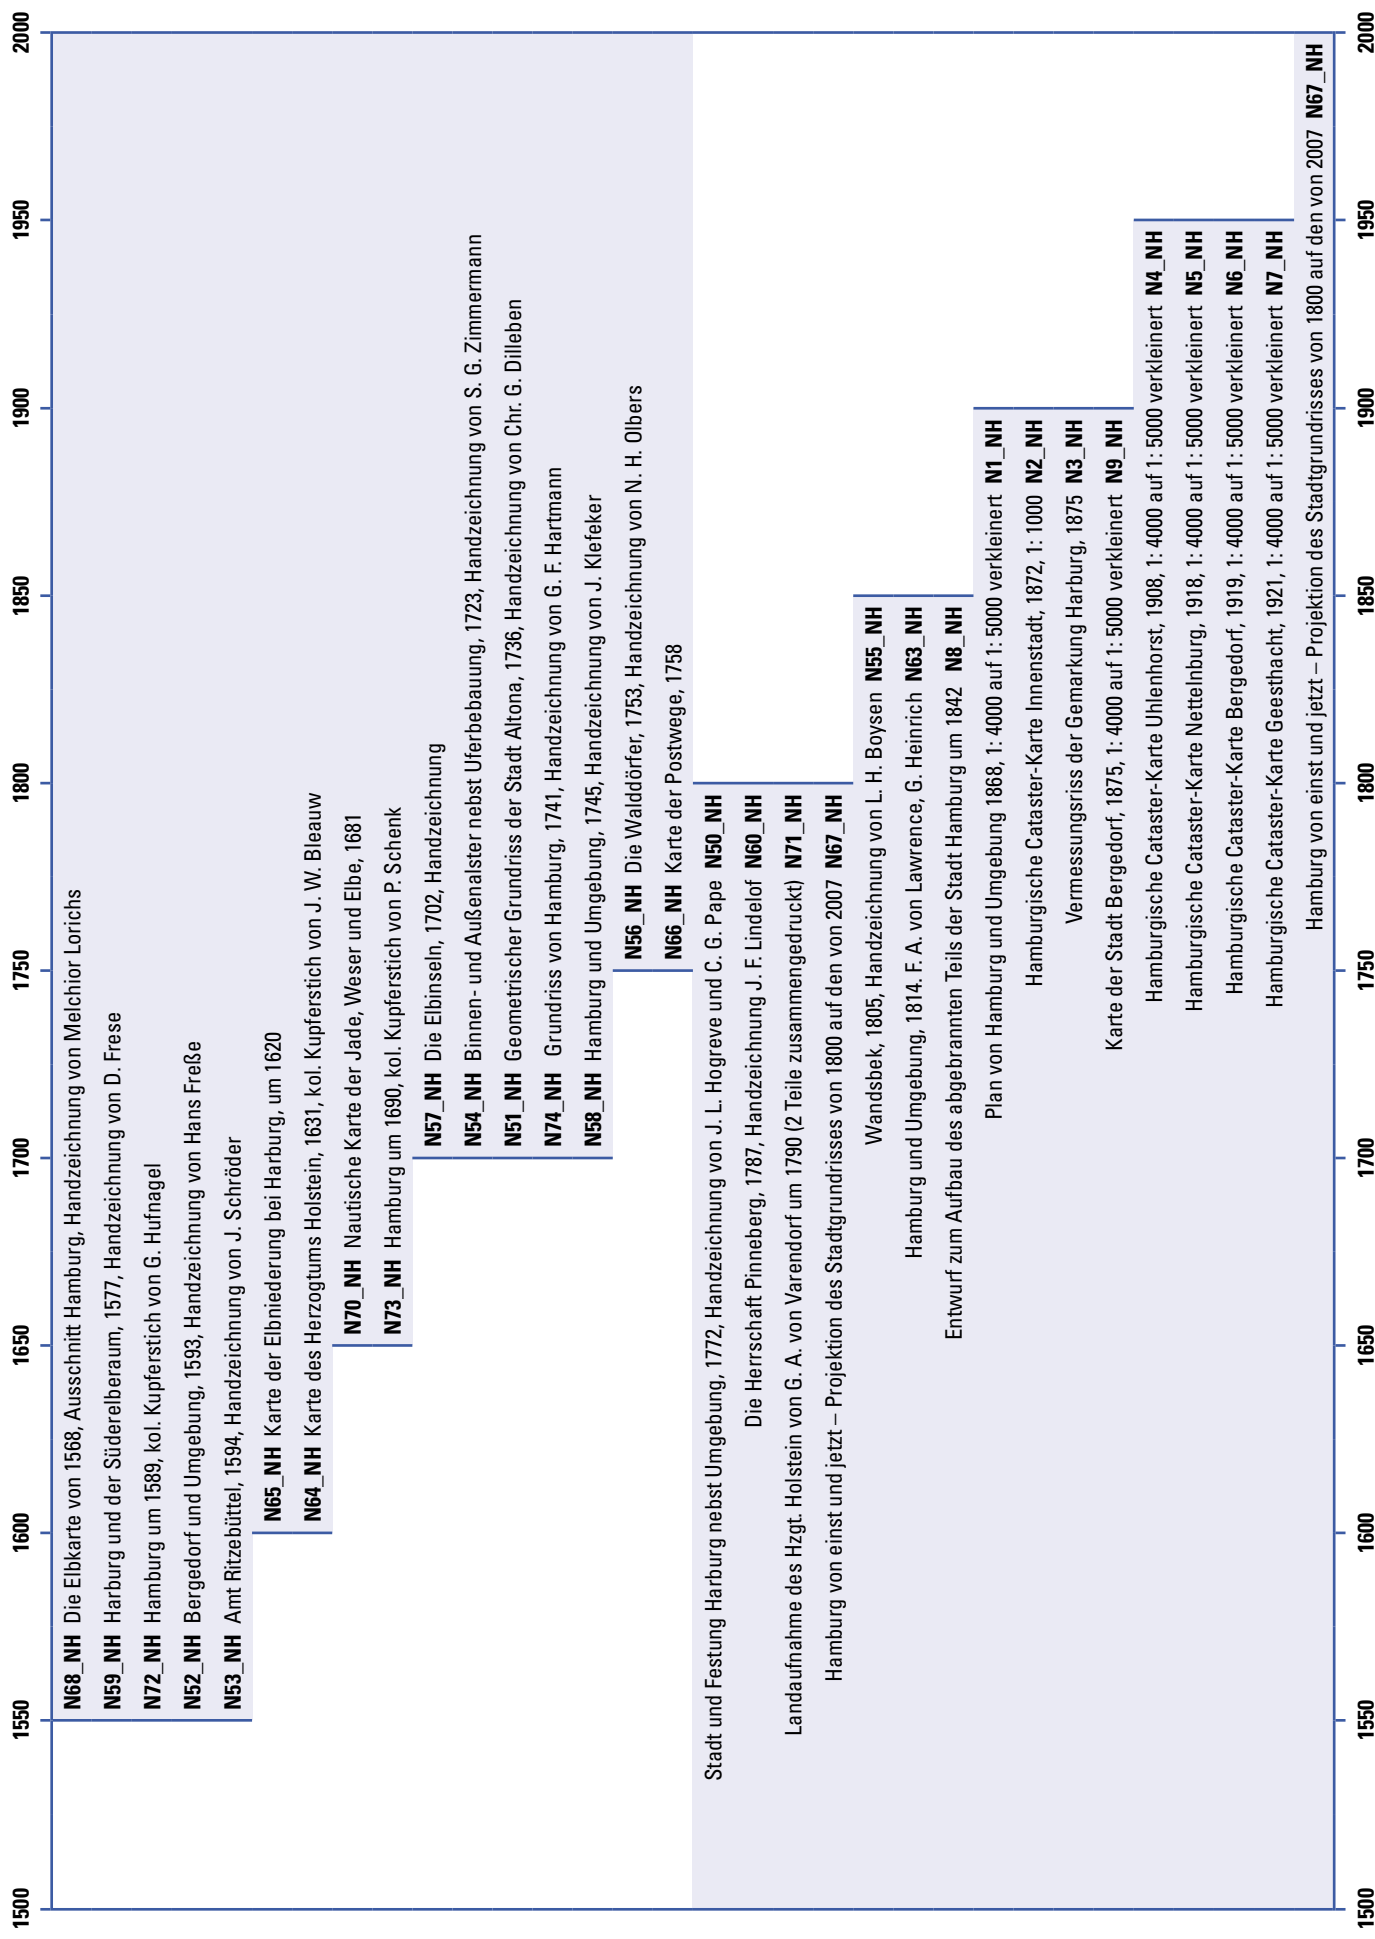 1500 1550 1600 1650 1700 1750 1800 1850 1900 1950 2000
N68_NH Die Elbkarte von 1568, Ausschnitt Hamburg, Handzeichnung von Melchior Lorichs
N59_NH Harburg und der Süderelberaum, 1577, Handzeichnung von D. Frese
N72_NH Hamburg um 1589, kol. Kupferstich von G. Hufnagel
N52_NH Bergedorf und Umgebung, 1593, Handzeichnung von Hans Freße
N53_NH Amt Ritzebüttel, 1594, Handzeichnung von J. Schröder
N65_NH Karte der Elbniederung bei Harburg, um 1620
N64_NH Karte des Herzogtums Holstein, 1631, kol. Kupferstich von J. W. Bleauw
N70_NH Nautische Karte der Jade, Weser und Elbe, 1681
N73_NH Hamburg um 1690, kol. Kupferstich von P. Schenk
N57_NH Die Elbinseln, 1702, Handzeichnung
N54_NH Binnen- und Außenalster nebst Uferbebauung, 1723, Handzeichnung von S. G. Zimmermann
N51_NH Geometrischer Grundriss der Stadt Altona, 1736, Handzeichnung von Chr. G. Dilleben
N74_NH Grundriss von Hamburg, 1741, Handzeichnung von G. F. Hartmann
N58_NH Hamburg und Umgebung, 1745, Handzeichnung von J. Klefeker
N56_NH Die Walddörfer, 1753, Handzeichnung von N. H. Olbers
N66_NH Karte der Postwege, 1758
Stadt und Festung Harburg nebst Umgebung, 1772, Handzeichnung von J. L. Hogreve und C. G. Pape N50_NH
Die Herrschaft Pinneberg, 1787, Handzeichnung J. F. Lindelof N60_NH
Landaufnahme des Hzgt. Holstein von G. A. von Varendorf um 1790 (2 Teile zusammengedruckt) N71_NH
Hamburg von einst und jetzt – Projektion des Stadtgrundrisses von 1800 auf den von 2007 N67_NH
Wandsbek, 1805, Handzeichnung von L. H. Boysen N55_NH
Hamburg und Umgebung, 1814. F. A. von Lawrence, G. Heinrich N63_NH
Entwurf zum Aufbau des abgebrannten Teils der Stadt Hamburg um 1842 N8_NH
Plan von Hamburg und Umgebung 1868, 1: 4000 auf 1: 5000 verkleinert N1_NH
Hamburgische Cataster-Karte Innenstadt, 1872, 1: 1000 N2_NH
Vermessungsriss der Gemarkung Harburg, 1875 N3_NH
Karte der Stadt Bergedorf, 1875, 1: 4000 auf 1: 5000 verkleinert N9_NH
Hamburgische Cataster-Karte Uhlenhorst, 1908, 1: 4000 auf 1: 5000 verkleinert N4_NH
Hamburgische Cataster-Karte Nettelnburg, 1918, 1: 4000 auf 1: 5000 verkleinert N5_NH
Hamburgische Cataster-Karte Bergedorf, 1919, 1: 4000 auf 1: 5000 verkleinert N6_NH
Hamburgische Cataster-Karte Geesthacht, 1921, 1: 4000 auf 1: 5000 verkleinert N7_NH
Hamburg von einst und jetzt – Projektion des Stadtgrundrisses von 1800 auf den von 2007 N67_NH
1500 1550 1600 1650 1700 1750 1800 1850 1900 1950 2000